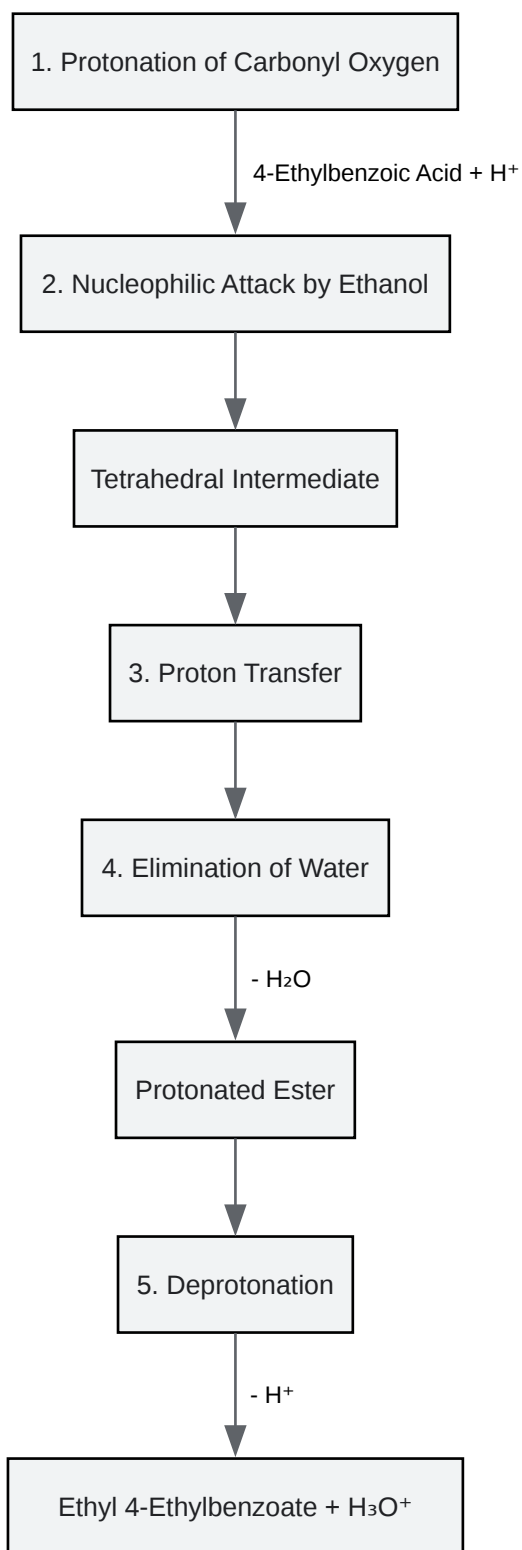 1. Protonation of Carbonyl Oxygen
4-Ethylbenzoic Acid + H⁺
2. Nucleophilic Attack by Ethanol
Tetrahedral Intermediate
3. Proton Transfer
4. Elimination of Water
- H₂O
Protonated Ester
5. Deprotonation
- H⁺
Ethyl 4-Ethylbenzoate + H₃O⁺